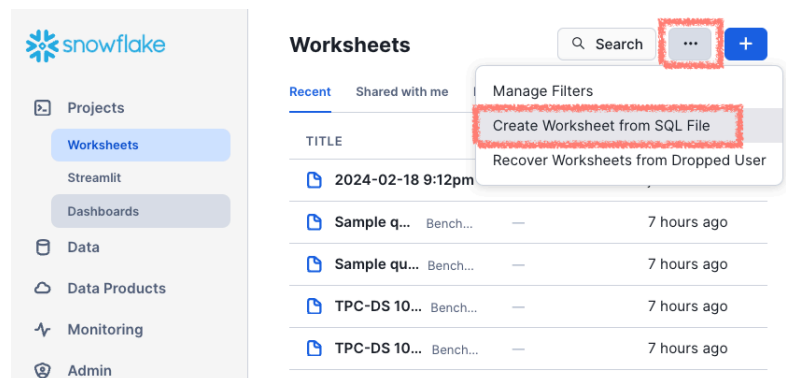 snowflake
Projects
Worksheets
Streamlit
Dashboards
Data
Data Products
Monitoring
Admin
Worksheets
Search
Recent
Shared with me
Manage Filters
Create Worksheet from SQL File
Recover Worksheets from Dropped User
TITLE
2024-02-18 9:12pm
Sample q... Bench... — 7 hours ago
Sample qu... Bench... — 7 hours ago
TPC-DS 10... Bench... — 7 hours ago
TPC-DS 10... Bench... — 7 hours ago